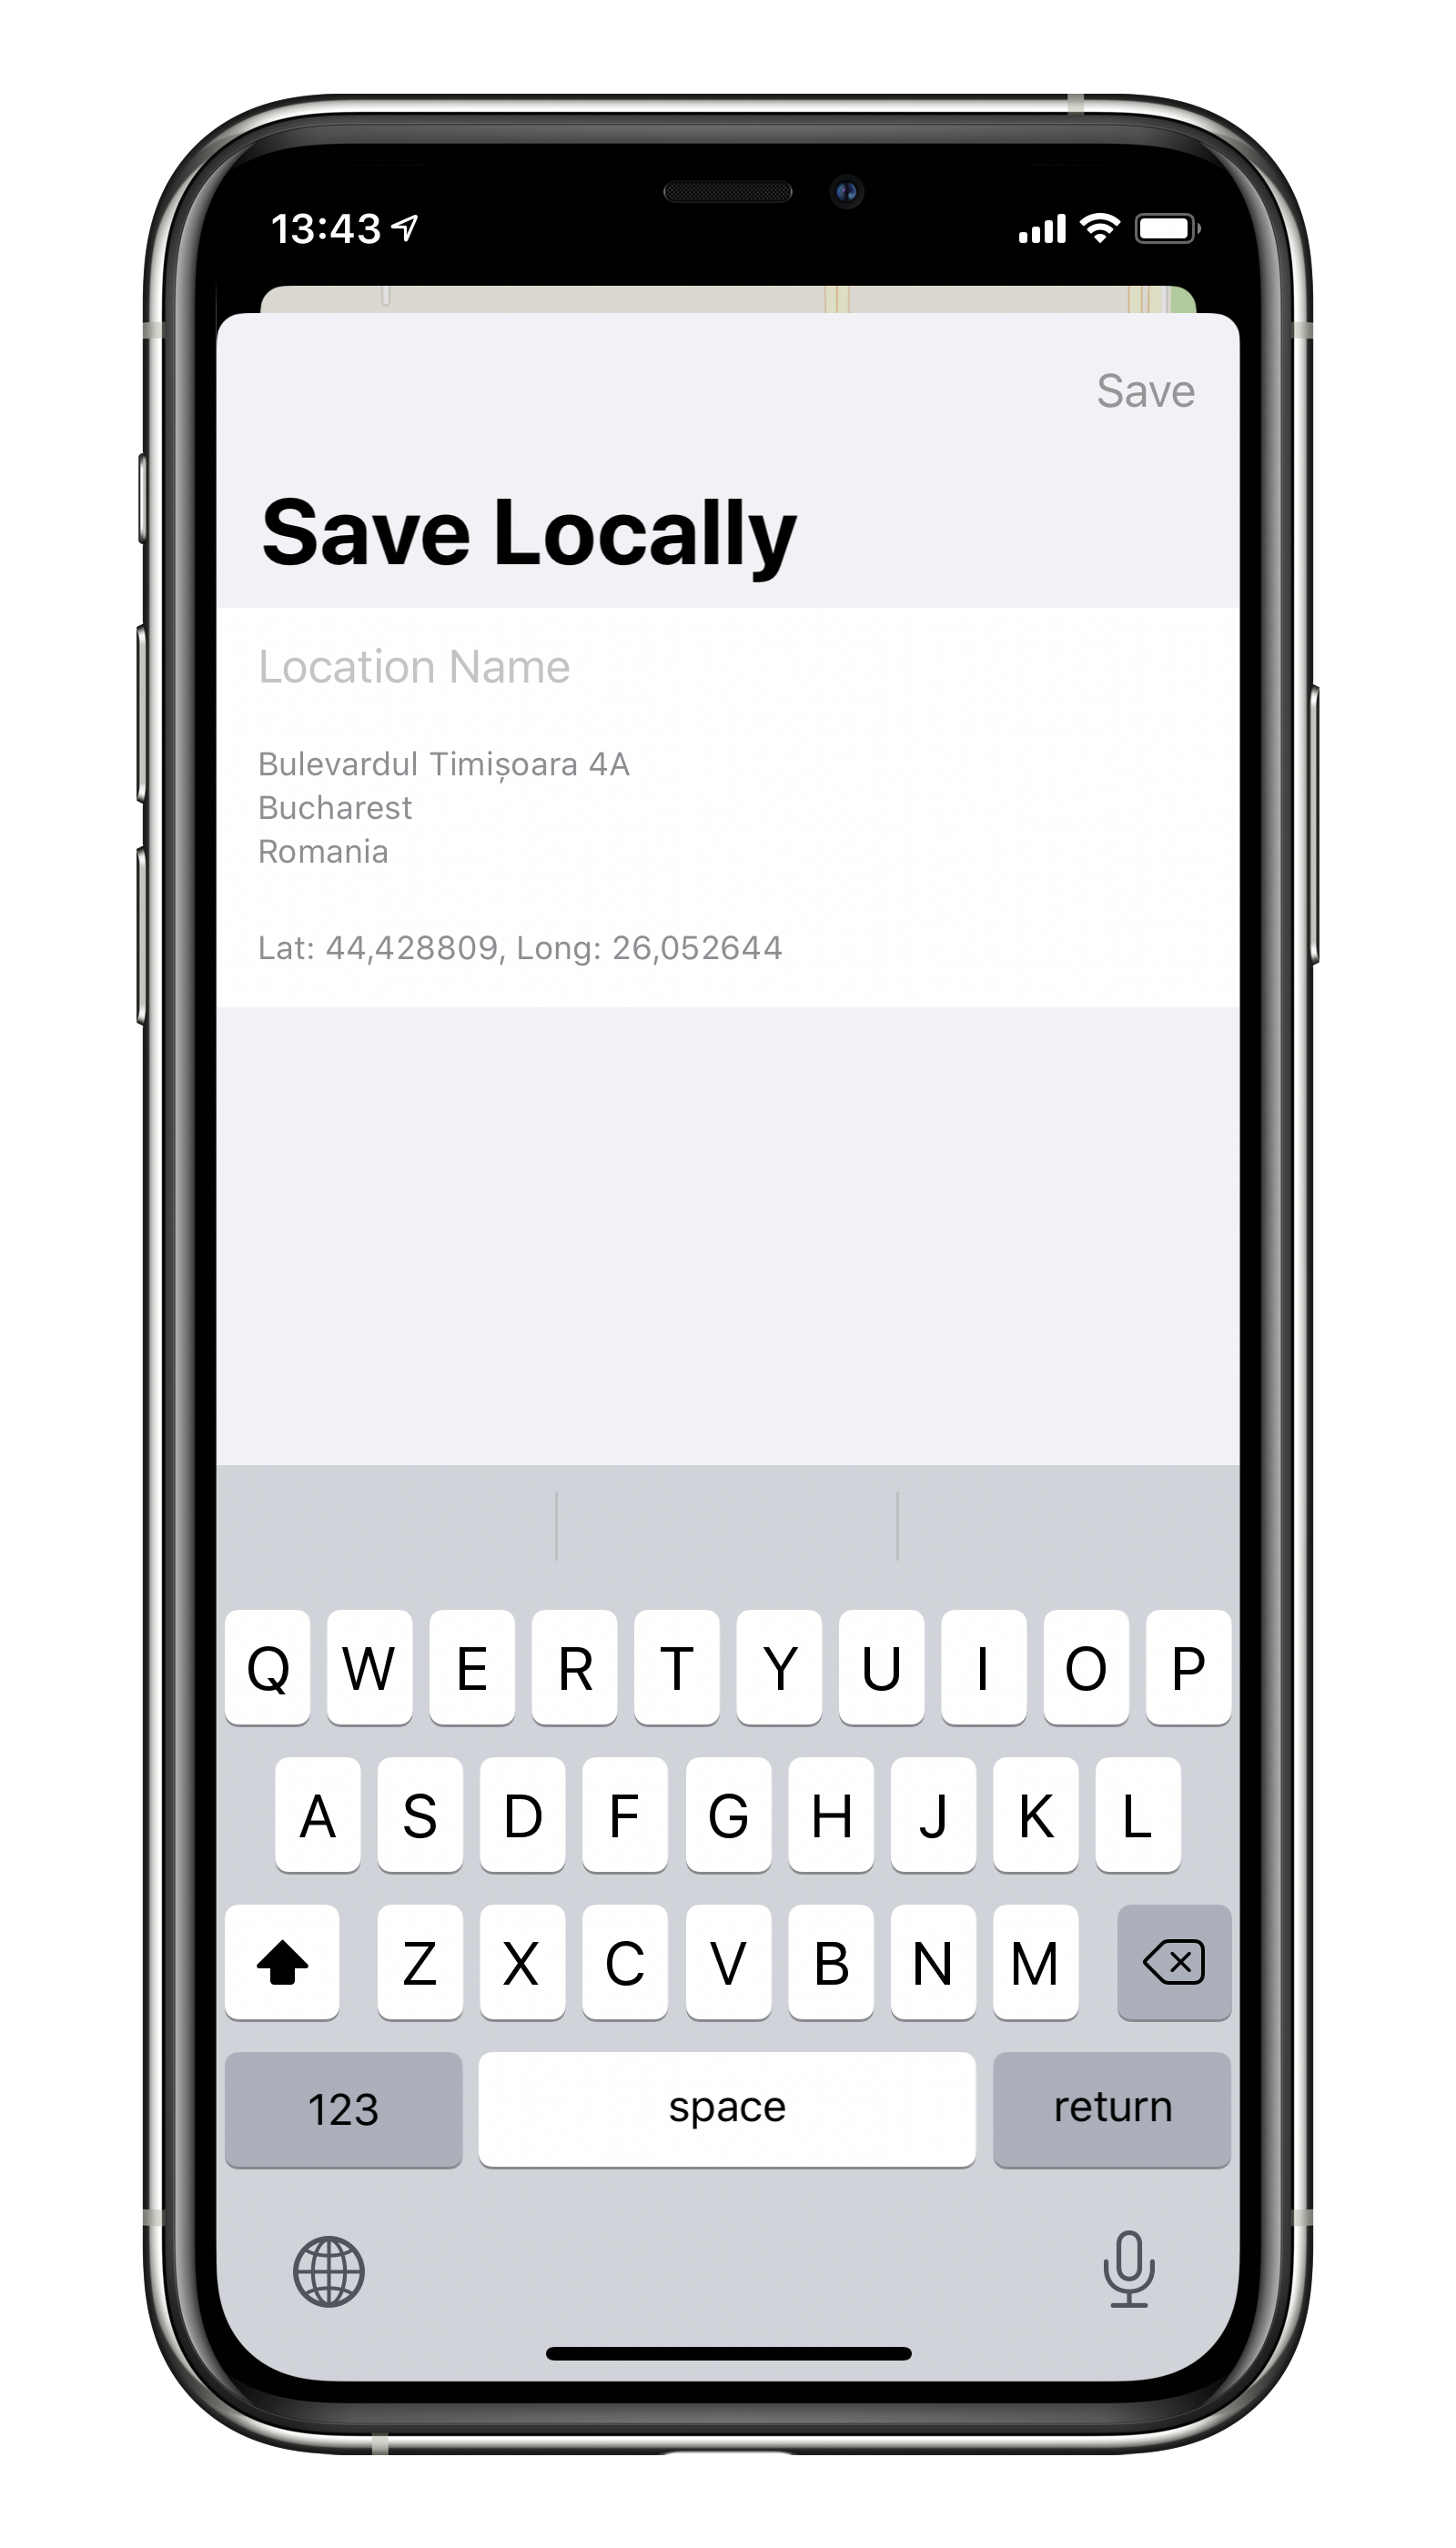 13:43
Save
Save Locally
Location Name
Bulevardul Timișoara 4A
Bucharest
Romania
Lat: 44,428809, Long: 26,052644
Q W E R T Y U I O P
A S D F G H J K L
Z X C V B N M
123 space return